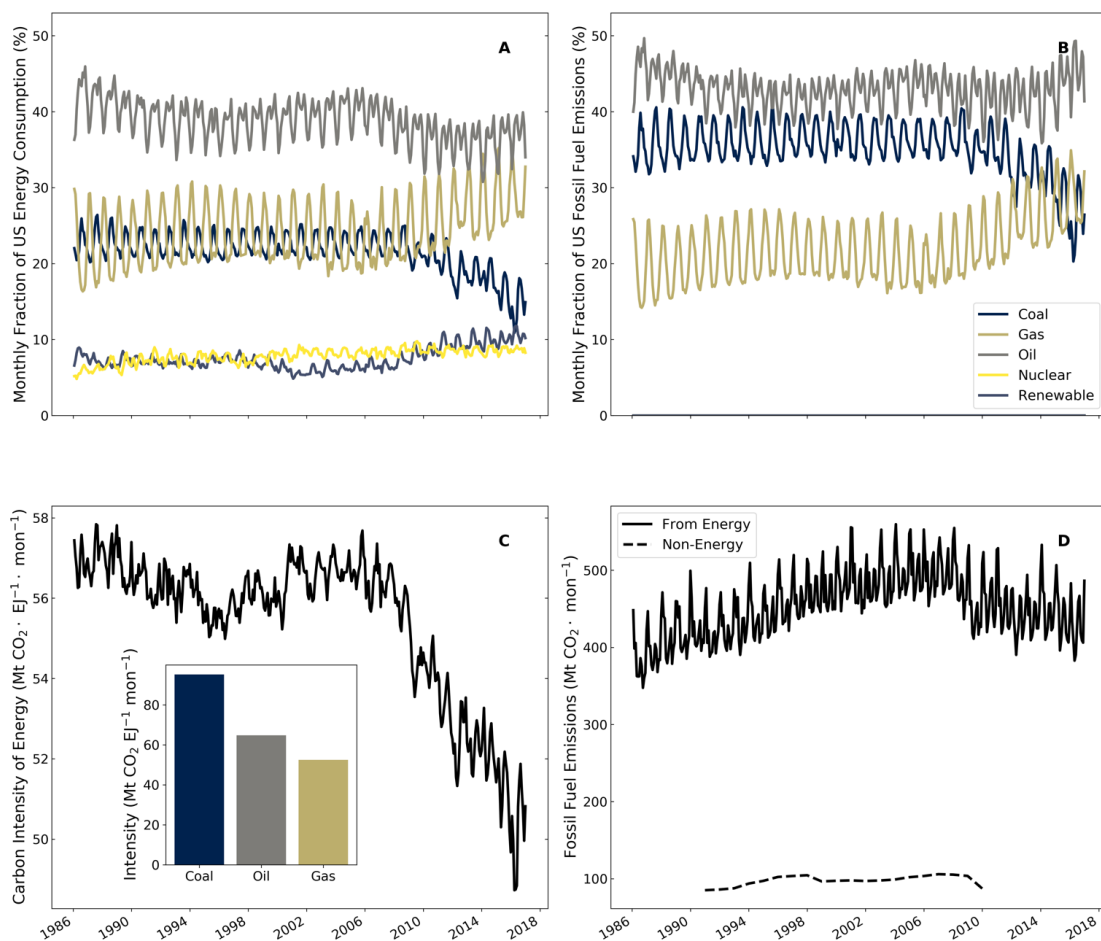 Monthly Fraction of US Energy Consumption (%)
50
40
30
20
10
0
A
Monthly Fraction of US Fossil Fuel Emissions (%)
50
40
30
20
10
0
B
Coal
Gas
Oil
Nuclear
Renewable
Carbon Intensity of Energy (Mt CO₂ · EJ⁻¹ · mon⁻¹)
58
56
54
52
50
C
Intensity (Mt CO₂ EJ⁻¹ mon⁻¹)
80
60
40
20
0
Coal Oil Gas
1986 1990 1994 1998 2002 2006 2010 2014 2018
Fossil Fuel Emissions (Mt CO₂ · mon⁻¹)
500
400
300
200
100
From Energy
Non-Energy
D
1986 1990 1994 1998 2002 2006 2010 2014 2018